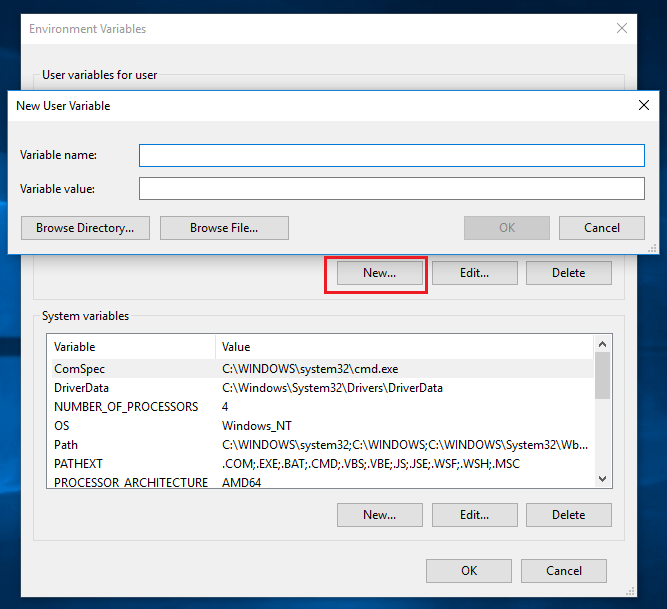 Environment Variables
User variables for user
New User Variable
Variable name:
Variable value:
Browse Directory... Browse File... OK Cancel
New... Edit... Delete
System variables
Variable Value
ComSpec C:\WINDOWS\system32\cmd.exe
DriverData C:\Windows\System32\Drivers\DriverData
NUMBER_OF_PROCESSORS 4
OS Windows_NT
Path C:\WINDOWS\system32;C:\WINDOWS;C:\WINDOWS\System32\Wb...
PATHEXT .COM;.EXE;.BAT;.CMD;.VBS;.VBE;.JS;.JSE;.WSF;.WSH;.MSC
PROCESSOR_ARCHITECTURE AMD64
New... Edit... Delete
OK Cancel